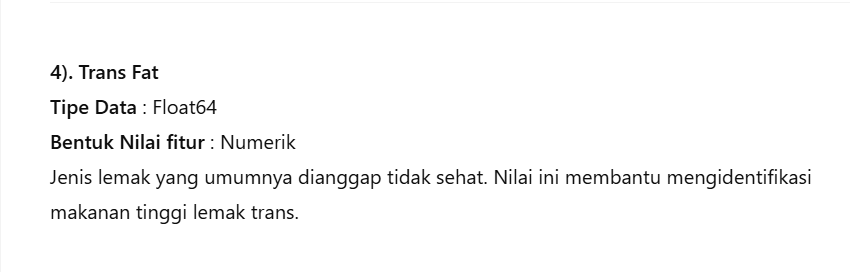 4). Trans Fat
Tipe Data : Float64
Bentuk Nilai fitur : Numerik
Jenis lemak yang umumnya dianggap tidak sehat. Nilai ini membantu mengidentifikasi
makanan tinggi lemak trans.